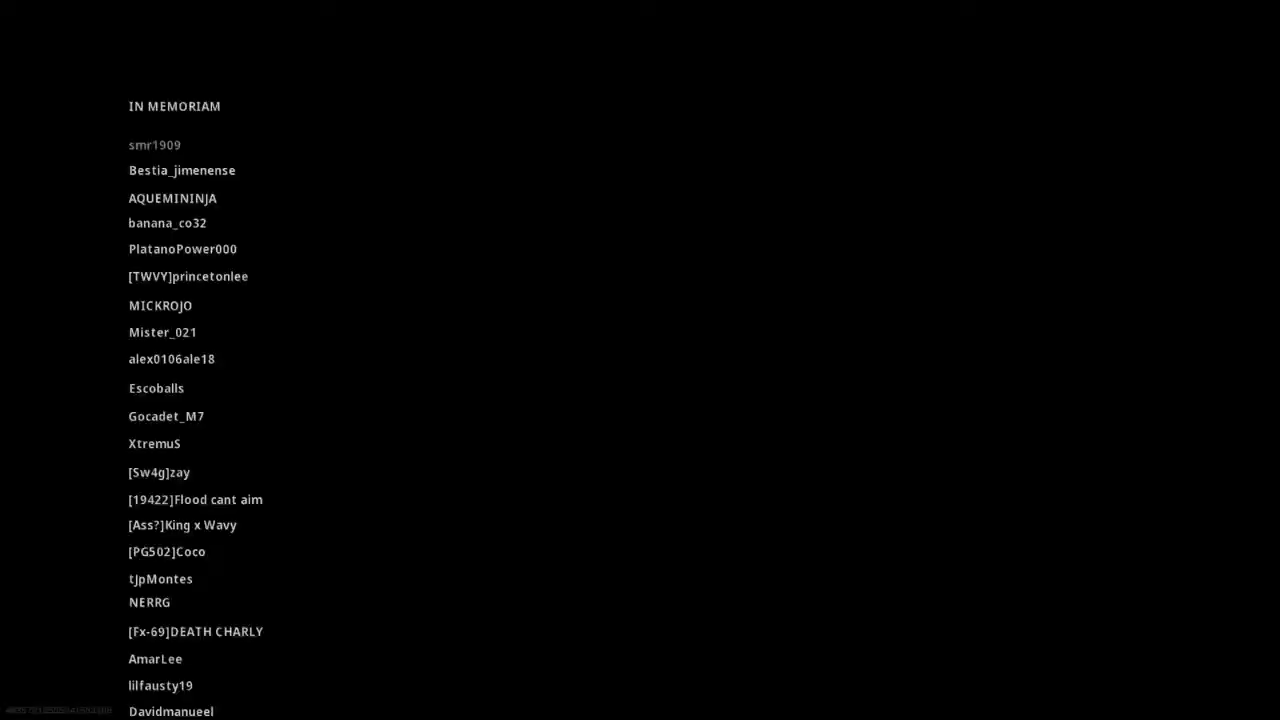 IN MEMORIAM
smr1909
Bestia_jimenense
AQUEMININJA
banana_co32
PlatanoPower000
[TWVY]princetonlee
MICKROJO
Mister_021
alex0106ale18
Escoballs
Gocadet_M7
XtremuS
[Sw4g]zay
[19422]Flood cant aim
[Ass?]King x Wavy
[PG502]Coco
tJpMontes
NERRG
[Fx-69]DEATH CHARLY
AmarLee
lilfausty19
Davidmanueel